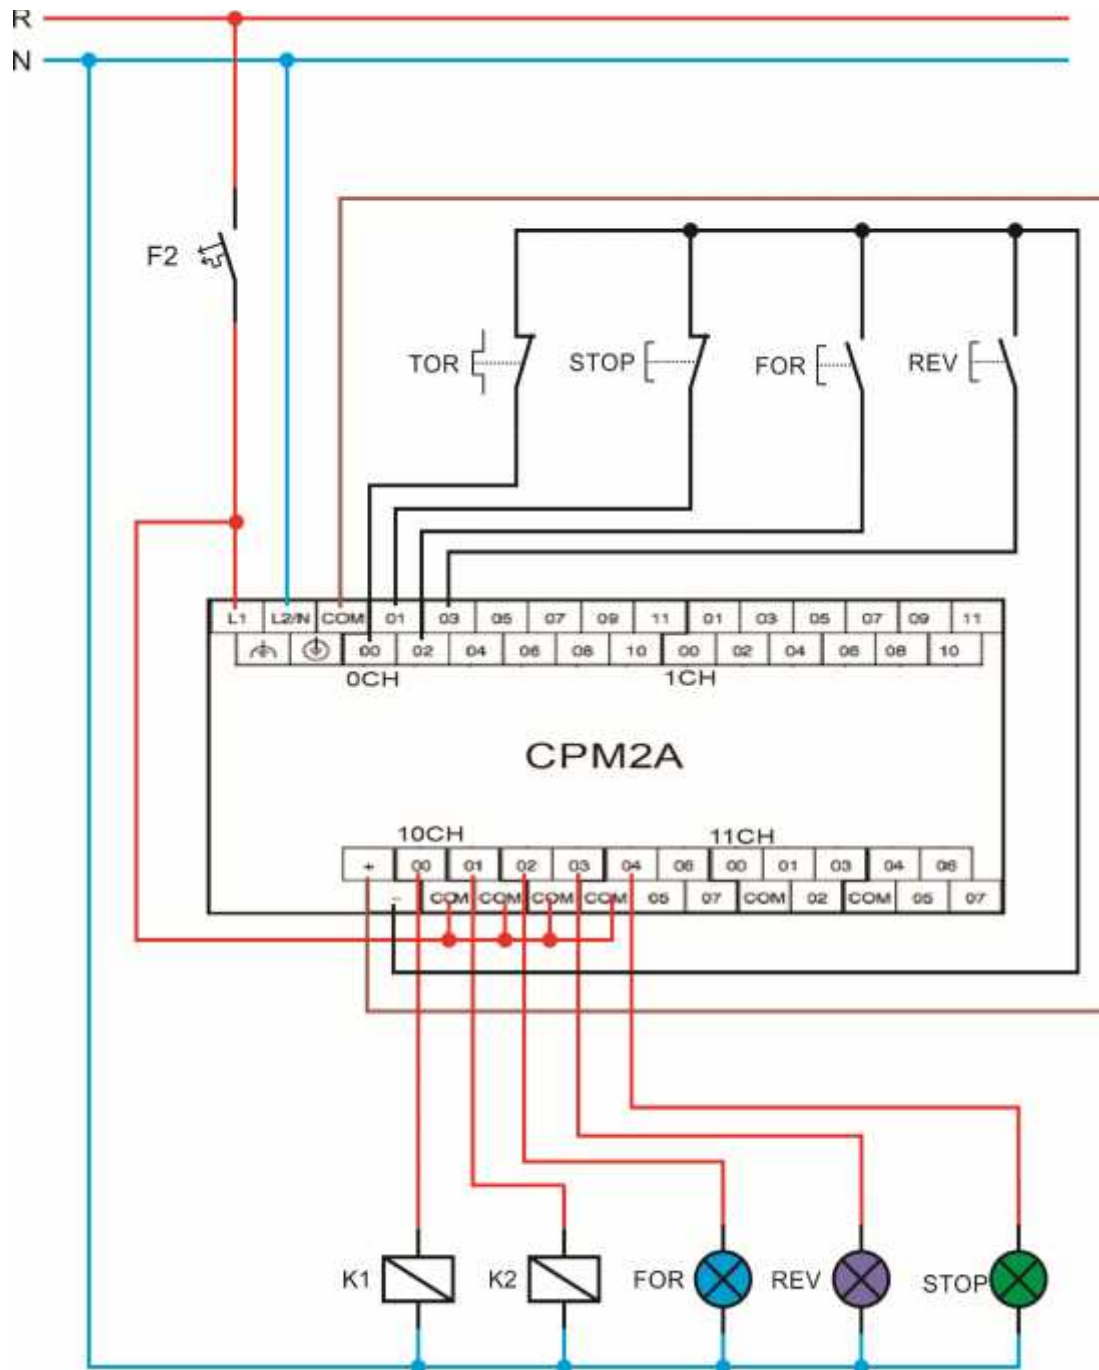 R
N
F2
TOR STOP FOR REV
L1 L2/N COM 01 03 05 07 09 11 01 03 05 07 09 11
00 02 04 06 08 10 00 02 04 06 08 10
0CH 1CH
CPM2A
10CH 11CH
+ 00 01 02 03 04 06 00 01 03 04 06
- COM COM COM COM 05 07 COM 02 COM 05 07
K1 K2 FOR REV STOP